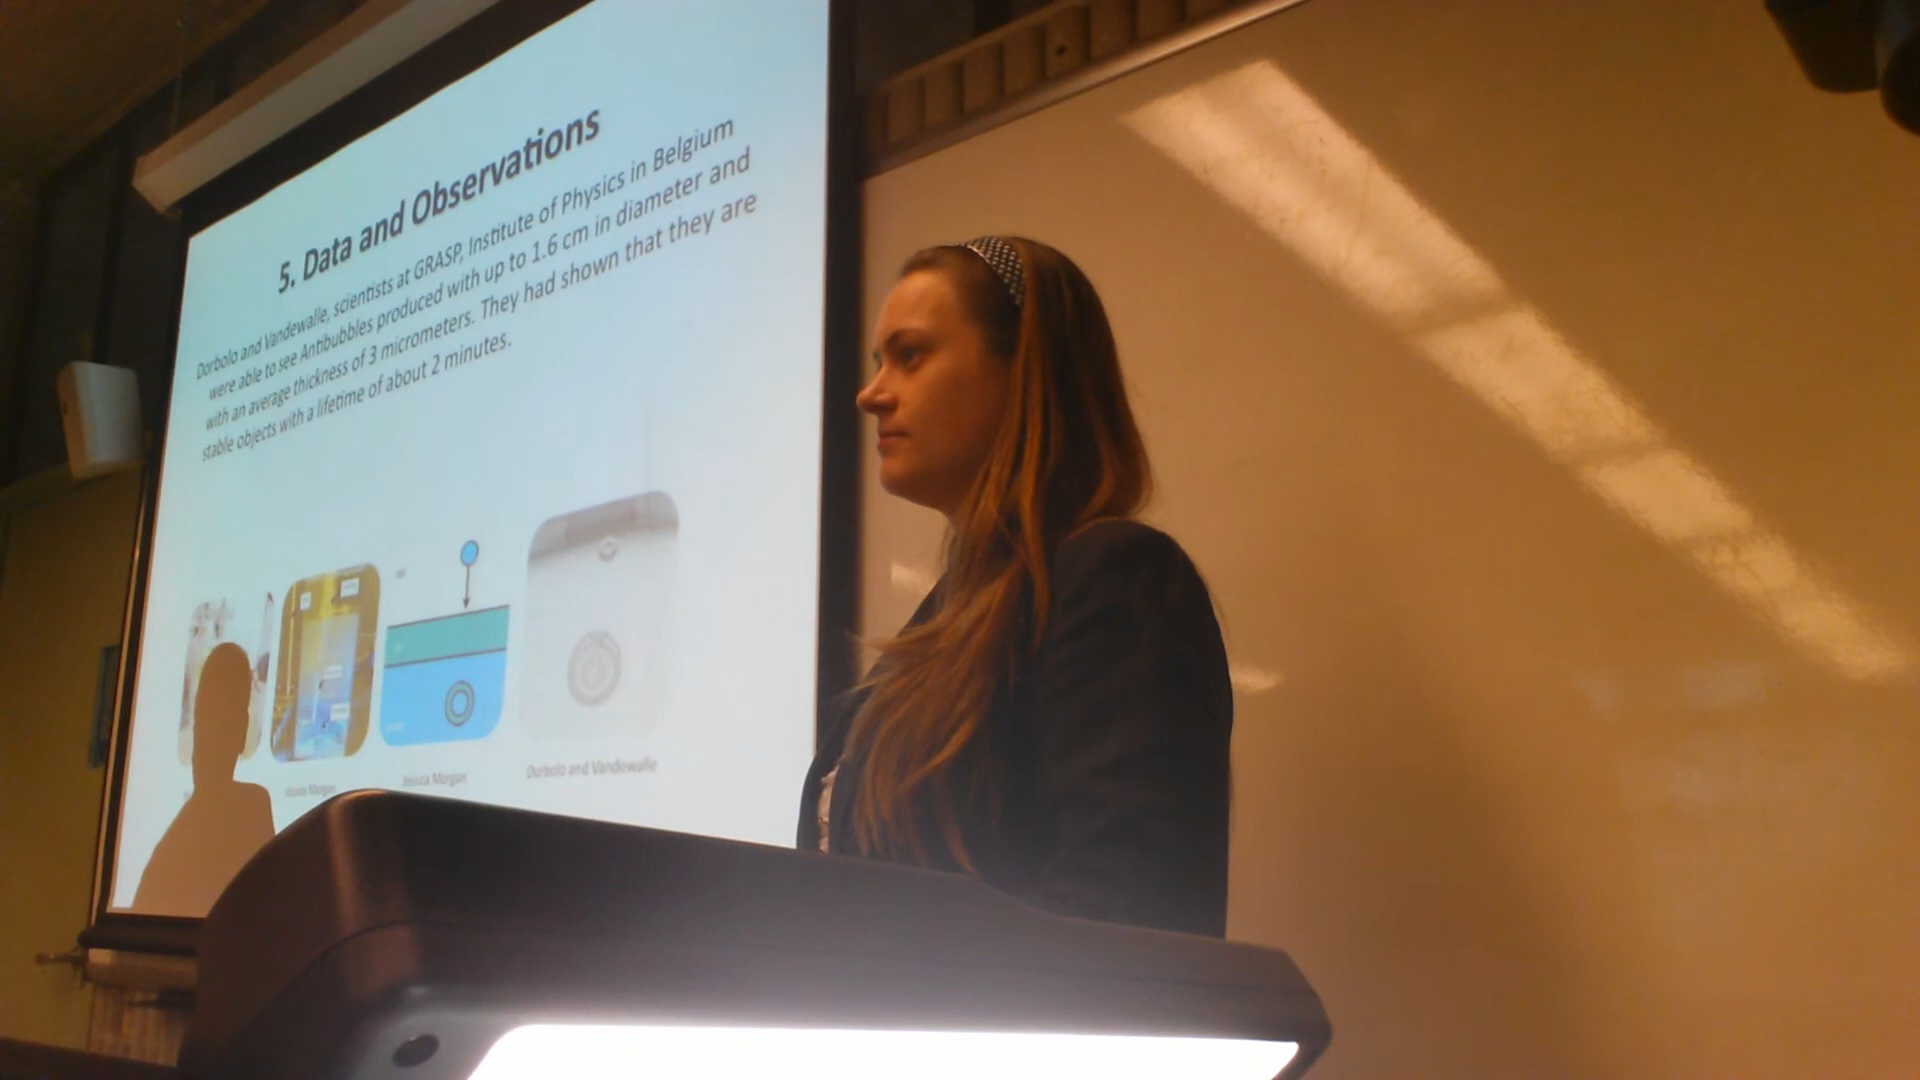 5. Data and Observations
Dorbolo and Vandewalle, scientists at GRASP, Institute of Physics in Belgium
were able to see Antibubbles produced with up to 1.6 cm in diameter and
with an average thickness of 3 micrometers. They had shown that they are
stable objects with a lifetime of about 2 minutes.
Jessica Morgan
Jessica Morgan
Dorbolo and Vandewalle